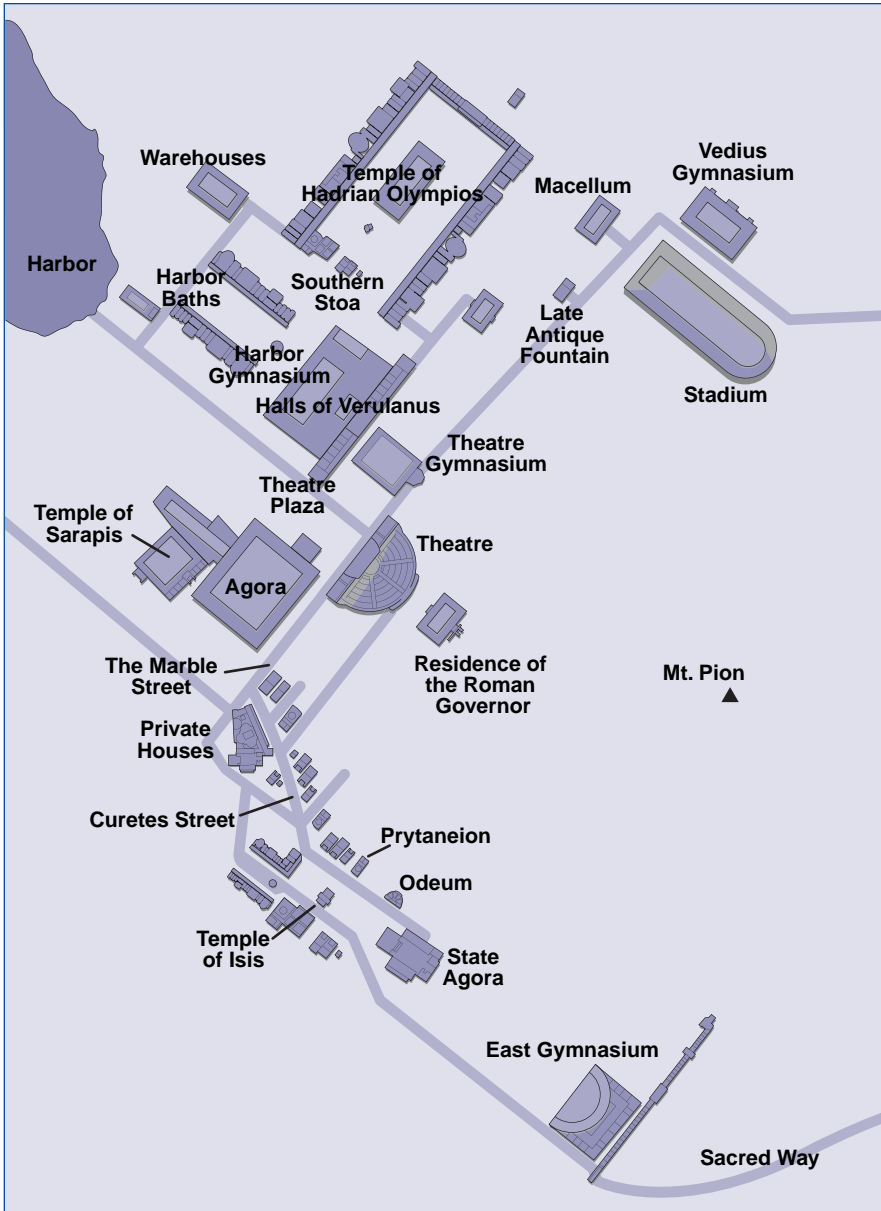 Warehouses
Temple of
Hadrian Olympios
Macellum
Vedius
Gymnasium
Harbor
Harbor
Baths
Southern
Stoa
Late
Antique
Fountain
Harbor
Gymnasium
Halls of Verulanus
Stadium
Theatre
Gymnasium
Theatre
Plaza
Temple of
Sarapis
Theatre
Agora
The Marble
Street
Residence of
the Roman
Governor
Mt. Pion
Private
Houses
Curetes Street
Prytaneion
Odeum
Temple
of Isis
State
Agora
East Gymnasium
Sacred Way